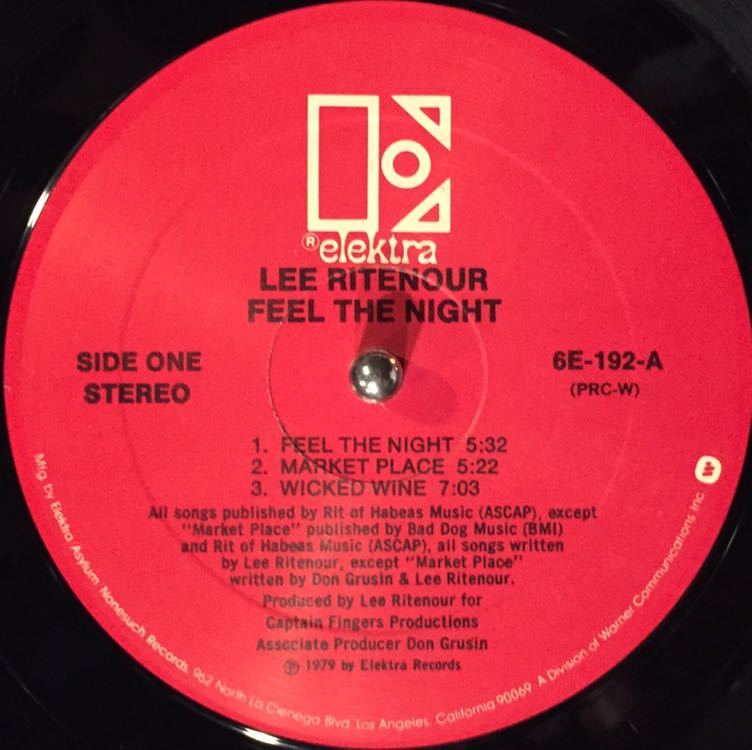 ® elektra
LEE RITENOUR
FEEL THE NIGHT
SIDE ONE
STEREO
6E-192-A
(PRC-W)
1. FEEL THE NIGHT 5:32
2. MARKET PLACE 5:22
3. WICKED WINE 7:03
All songs published by Rit of Habeas Music (ASCAP), except
"Market Place" published by Bad Dog Music (BMI)
and Rit of Habeas Music (ASCAP), all songs written
by Lee Ritenour, except "Market Place"
written by Don Grusin & Lee Ritenour.
Produced by Lee Ritenour for
Captain Fingers Productions
Associate Producer Don Grusin
℗ 1979 by Elektra Records
Mfg. by Elektra/Asylum/Nonesuch Records, 962 North La Cienega Blvd. Los Angeles, California 90069 A Division of Warner Communications Inc.